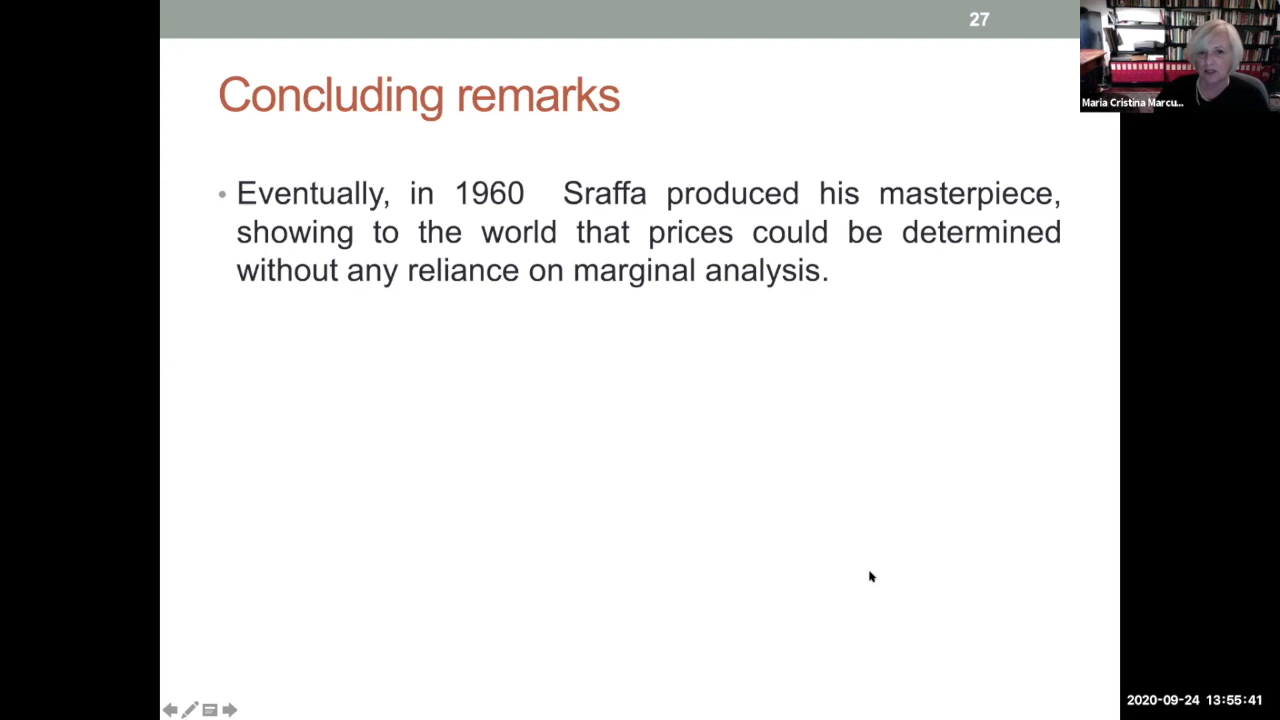 27
Maria Cristina Marcu...
Concluding remarks
• Eventually, in 1960 Sraffa produced his masterpiece,
showing to the world that prices could be determined
without any reliance on marginal analysis.
2020-09-24 13:55:41